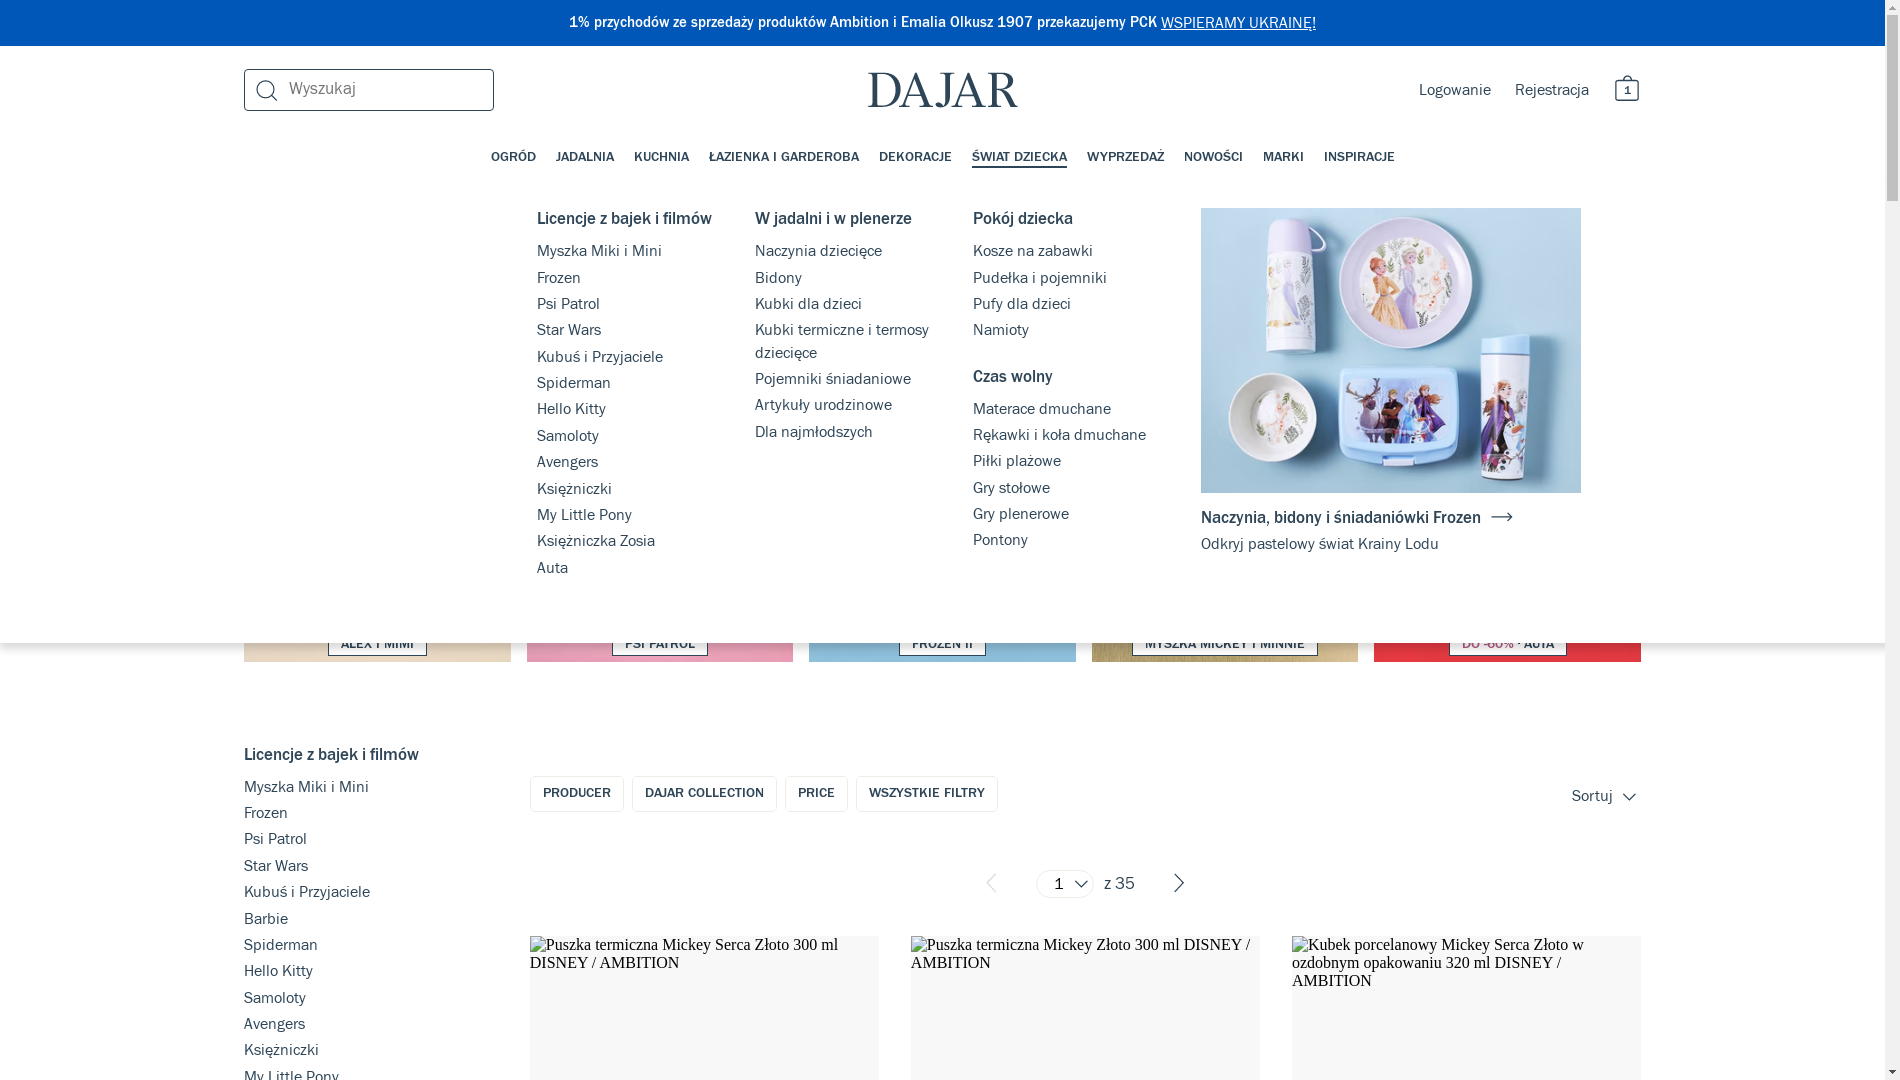 1% przychodów ze sprzedaży produktów Ambition i Emalia Olkusz 1907 przekazujemy PCK WSPIERAMY UKRAINĘ!
Wyszukaj
DAJAR
Logowanie
Rejestracja
1
OGRÓD
JADALNIA
KUCHNIA
ŁAZIENKA I GARDEROBA
DEKORACJE
ŚWIAT DZIECKA
WYPRZEDAŻ
NOWOŚCI
MARKI
INSPIRACJE
Licencje z bajek i filmów
Myszka Miki i Mini
Frozen
Psi Patrol
Star Wars
Kubuś i Przyjaciele
Spiderman
Hello Kitty
Samoloty
Avengers
Księżniczki
My Little Pony
Księżniczka Zosia
Auta
W jadalni i w plenerze
Naczynia dziecięce
Bidony
Kubki dla dzieci
Kubki termiczne i termosy
dziecięce
Pojemniki śniadaniowe
Artykuły urodzinowe
Dla najmłodszych
Pokój dziecka
Kosze na zabawki
Pudełka i pojemniki
Pufy dla dzieci
Namioty
Czas wolny
Materace dmuchane
Rękawki i koła dmuchane
Piłki plażowe
Gry stołowe
Gry plenerowe
Pontony
Naczynia, bidony i śniadaniówki Frozen
Odkryj pastelowy świat Krainy Lodu
ALEX I MIMI
PSI PATROL
FROZEN II
MYSZKA MICKEY I MINNIE
DO -60% · AUTA
Licencje z bajek i filmów
Myszka Miki i Mini
Frozen
Psi Patrol
Star Wars
Kubuś i Przyjaciele
Barbie
Spiderman
Hello Kitty
Samoloty
Avengers
Księżniczki
My Little Pony
PRODUCER
DAJAR COLLECTION
PRICE
WSZYSTKIE FILTRY
Sortuj
1
z 35
Puszka termiczna Mickey Serca Złoto 300 ml
DISNEY / AMBITION
Puszka termiczna Mickey Złoto 300 ml DISNEY /
AMBITION
Kubek porcelanowy Mickey Serca Złoto w
ozdobnym opakowaniu 320 ml DISNEY /
AMBITION